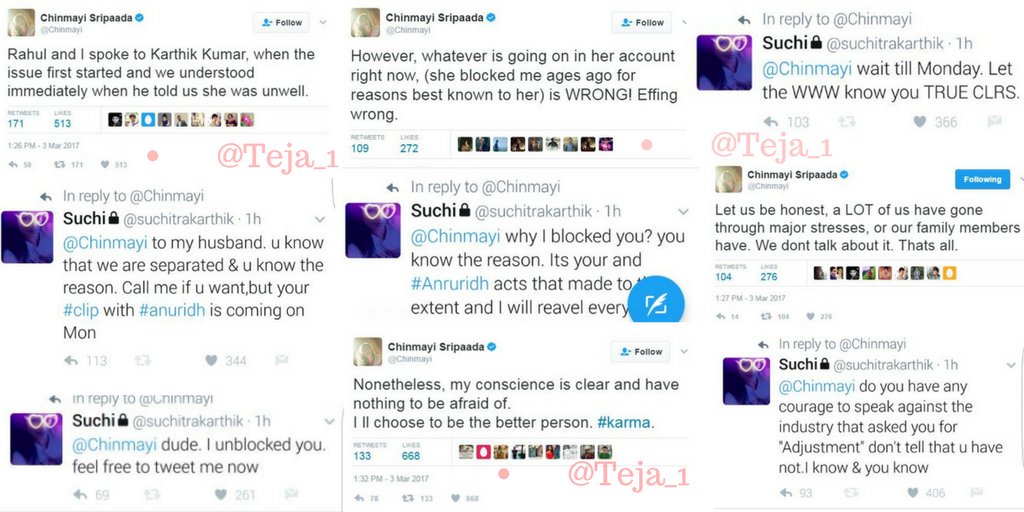 Chinmayi Sripaada
@Chinmayi
Follow
Rahul and I spoke to Karthik Kumar, when the
issue first started and we understood
immediately when he told us she was unwell.
RETWEETS LIKES
171 513
1:26 PM - 3 Mar 2017
58 171 513
@Teja_1
In reply to @Chinmayi
Suchi @suchitrakarthik · 1h
@Chinmayi to my husband. u know
that we are separated & u know the
reason. Call me if u want,but your
#clip with #anuridh is coming on
Mon
113 344
In reply to @Chinmayi
Suchi @suchitrakarthik · 1h
@Chinmayi dude. I unblocked you.
feel free to tweet me now
69 261
Chinmayi Sripaada
@Chinmayi
Follow
However, whatever is going on in her account
right now, (she blocked me ages ago for
reasons best known to her) is WRONG! Effing
wrong.
RETWEETS LIKES
109 272
In reply to @Chinmayi
Suchi @suchitrakarthik · 1h
@Chinmayi why I blocked you? you
know the reason. Its your and
#Anruridh acts that made to
extent and I will reavel every
Chinmayi Sripaada
@Chinmayi
Follow
Nonetheless, my conscience is clear and have
nothing to be afraid of.
I ll choose to be the better person. #karma.
RETWEETS LIKES
133 668
1:32 PM - 3 Mar 2017
78 133 668
@Teja_1
In reply to @Chinmayi
Suchi @suchitrakarthik · 1h
@Chinmayi wait till Monday. Let
the WWW know you TRUE CLRS.
103 366
@Teja_1
Chinmayi Sripaada
@Chinmayi
Following
Let us be honest, a LOT of us have gone
through major stresses, or our family members
have. We dont talk about it. Thats all.
RETWEETS LIKES
104 276
1:27 PM - 3 Mar 2017
14 104 276
In reply to @Chinmayi
Suchi @suchitrakarthik · 1h
@Chinmayi do you have any
courage to speak against the
industry that asked you for
"Adjustment" don't tell that u have
not.I know & you know
93 406